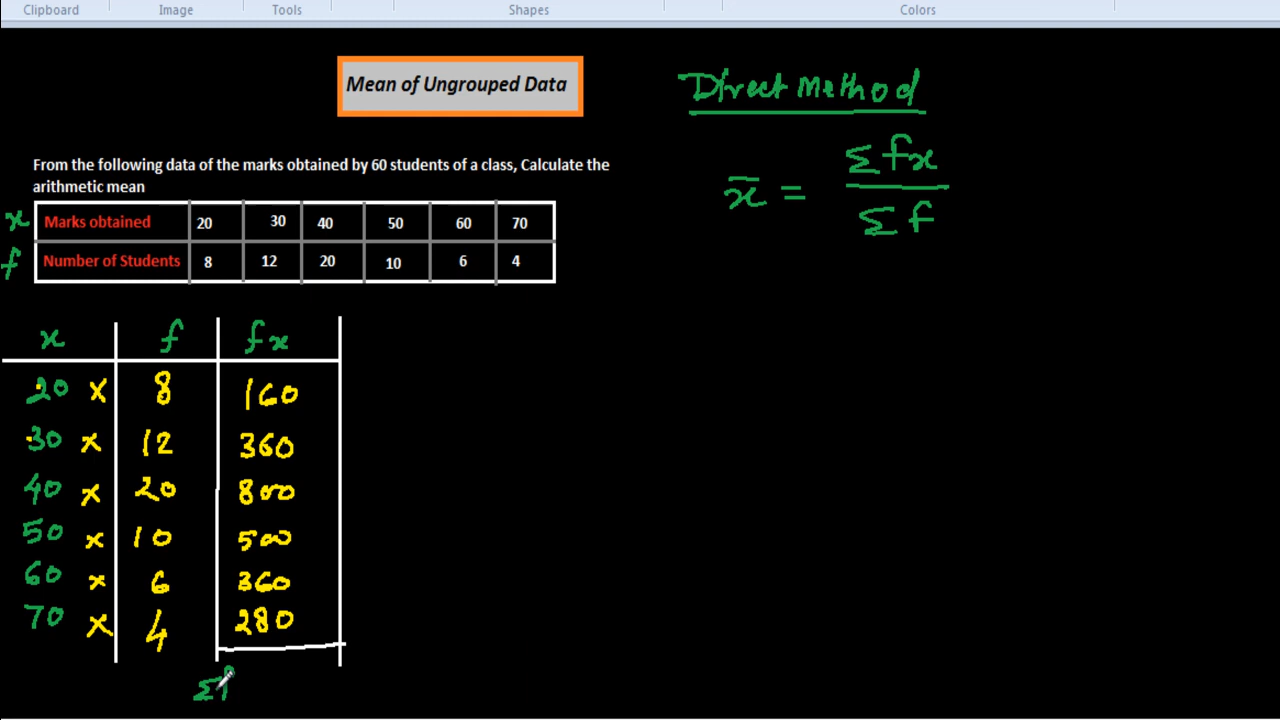 Clipboard Image Tools Shapes Colors
Mean of Ungrouped Data
Direct Method
x̄ = Σfx / Σf
From the following data of the marks obtained by 60 students of a class, Calculate the
arithmetic mean
x Marks obtained 20 30 40 50 60 70
f Number of Students 8 12 20 10 6 4
x f fx
20 × 8 160
30 × 12 360
40 × 20 800
50 × 10 500
60 × 6 360
70 × 4 280
Σf